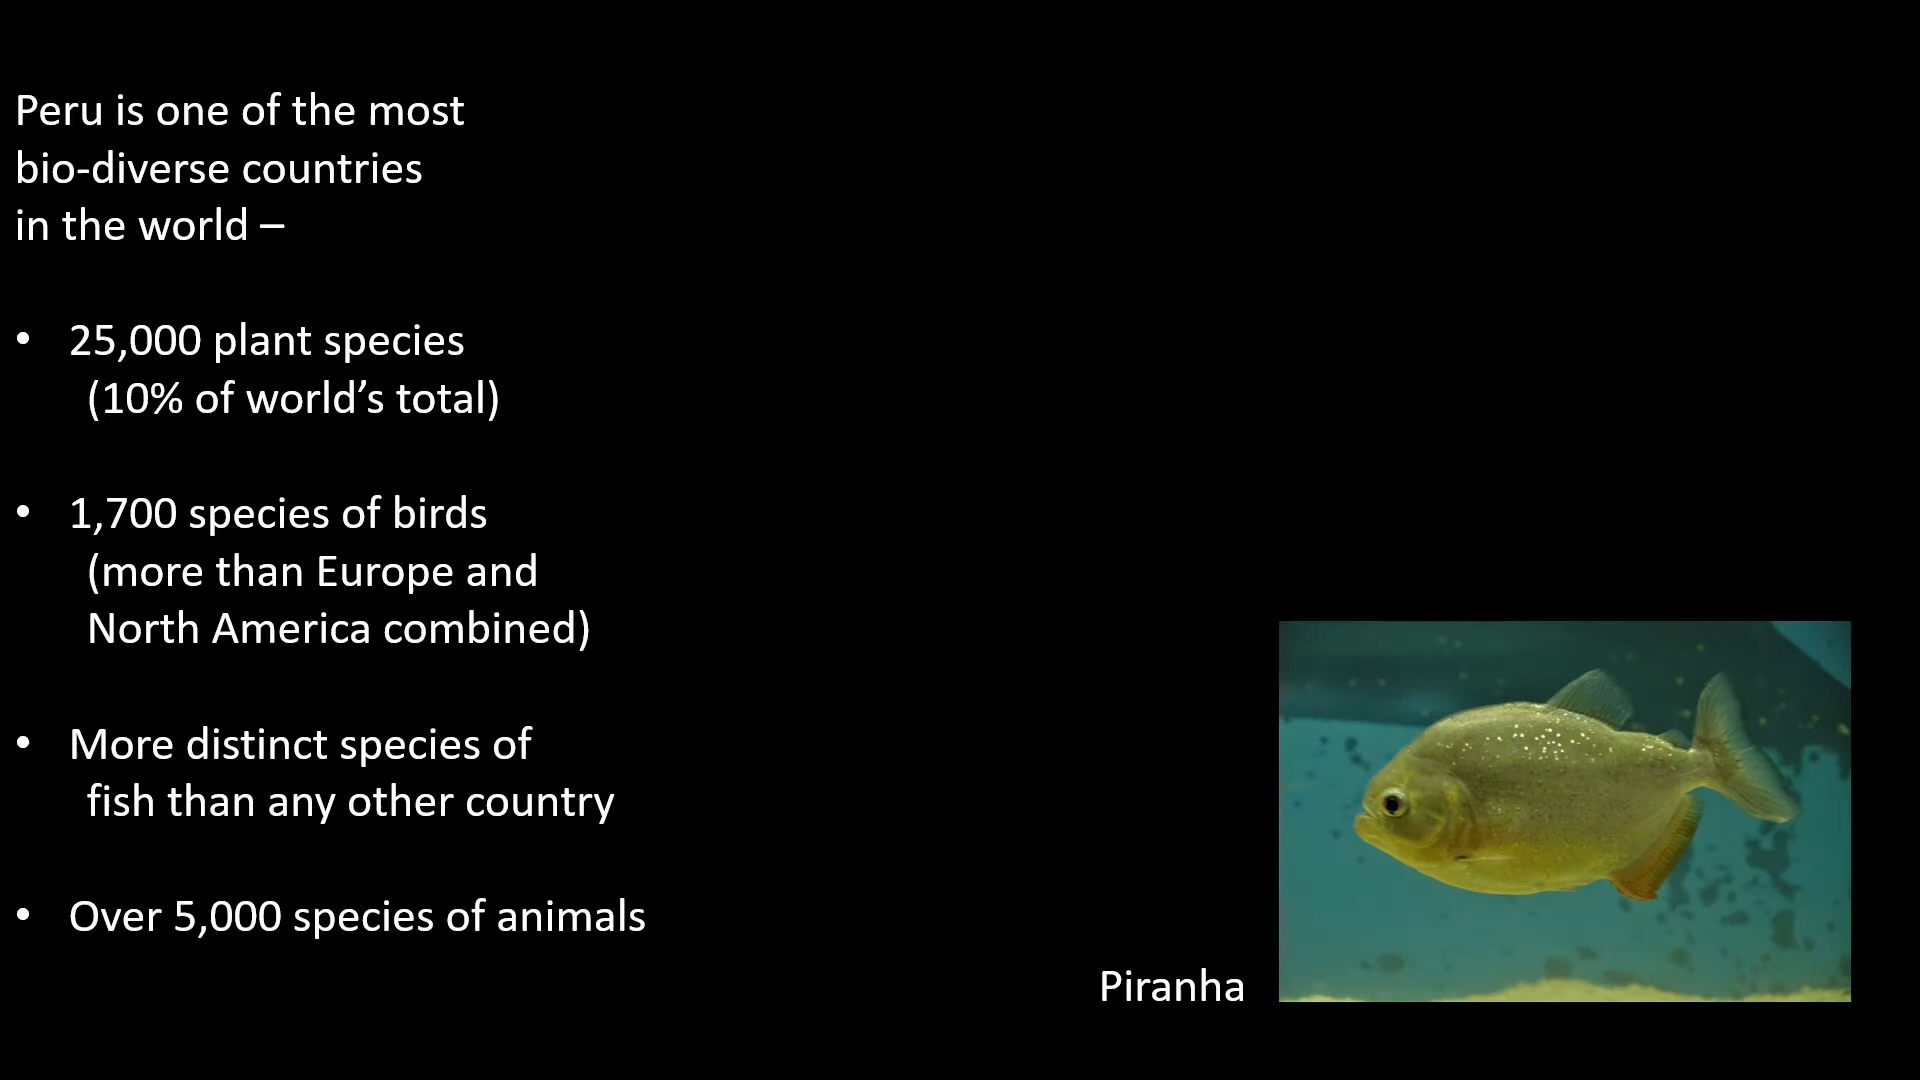 Peru is one of the most
bio-diverse countries
in the world –
• 25,000 plant species
(10% of world’s total)
• 1,700 species of birds
(more than Europe and
North America combined)
• More distinct species of
fish than any other country
• Over 5,000 species of animals
Piranha